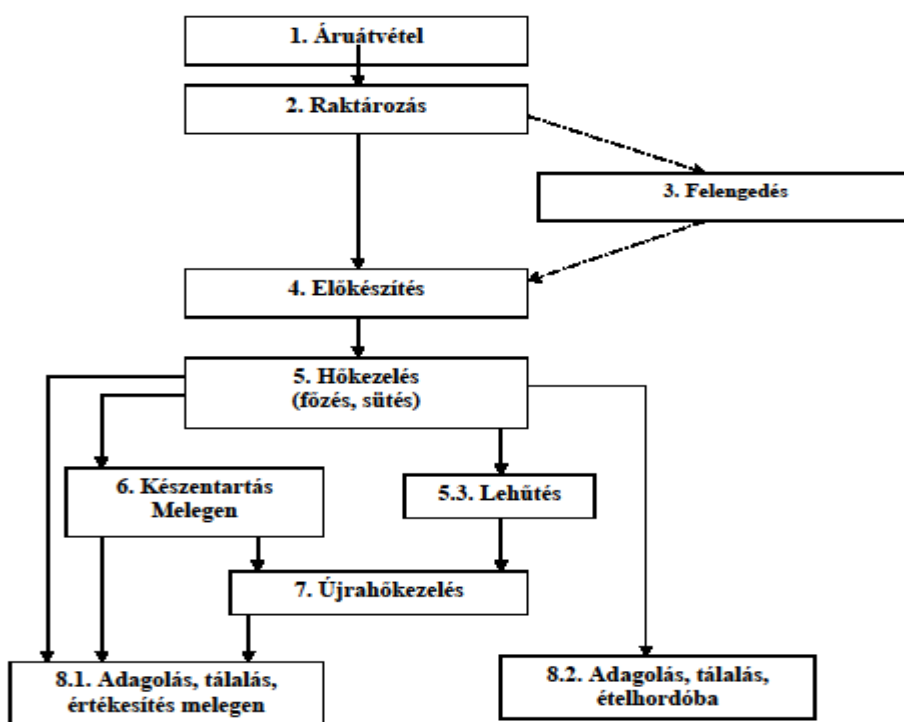 1. Áruátvétel
2. Raktározás
3. Felengedés
4. Előkészítés
5. Hőkezelés
(főzés, sütés)
6. Készentartás
Melegen
5.3. Lehűtés
7. Újrahőkezelés
8.1. Adagolás, tálalás,
értékesítés melegen
8.2. Adagolás, tálalás,
ételhordóba